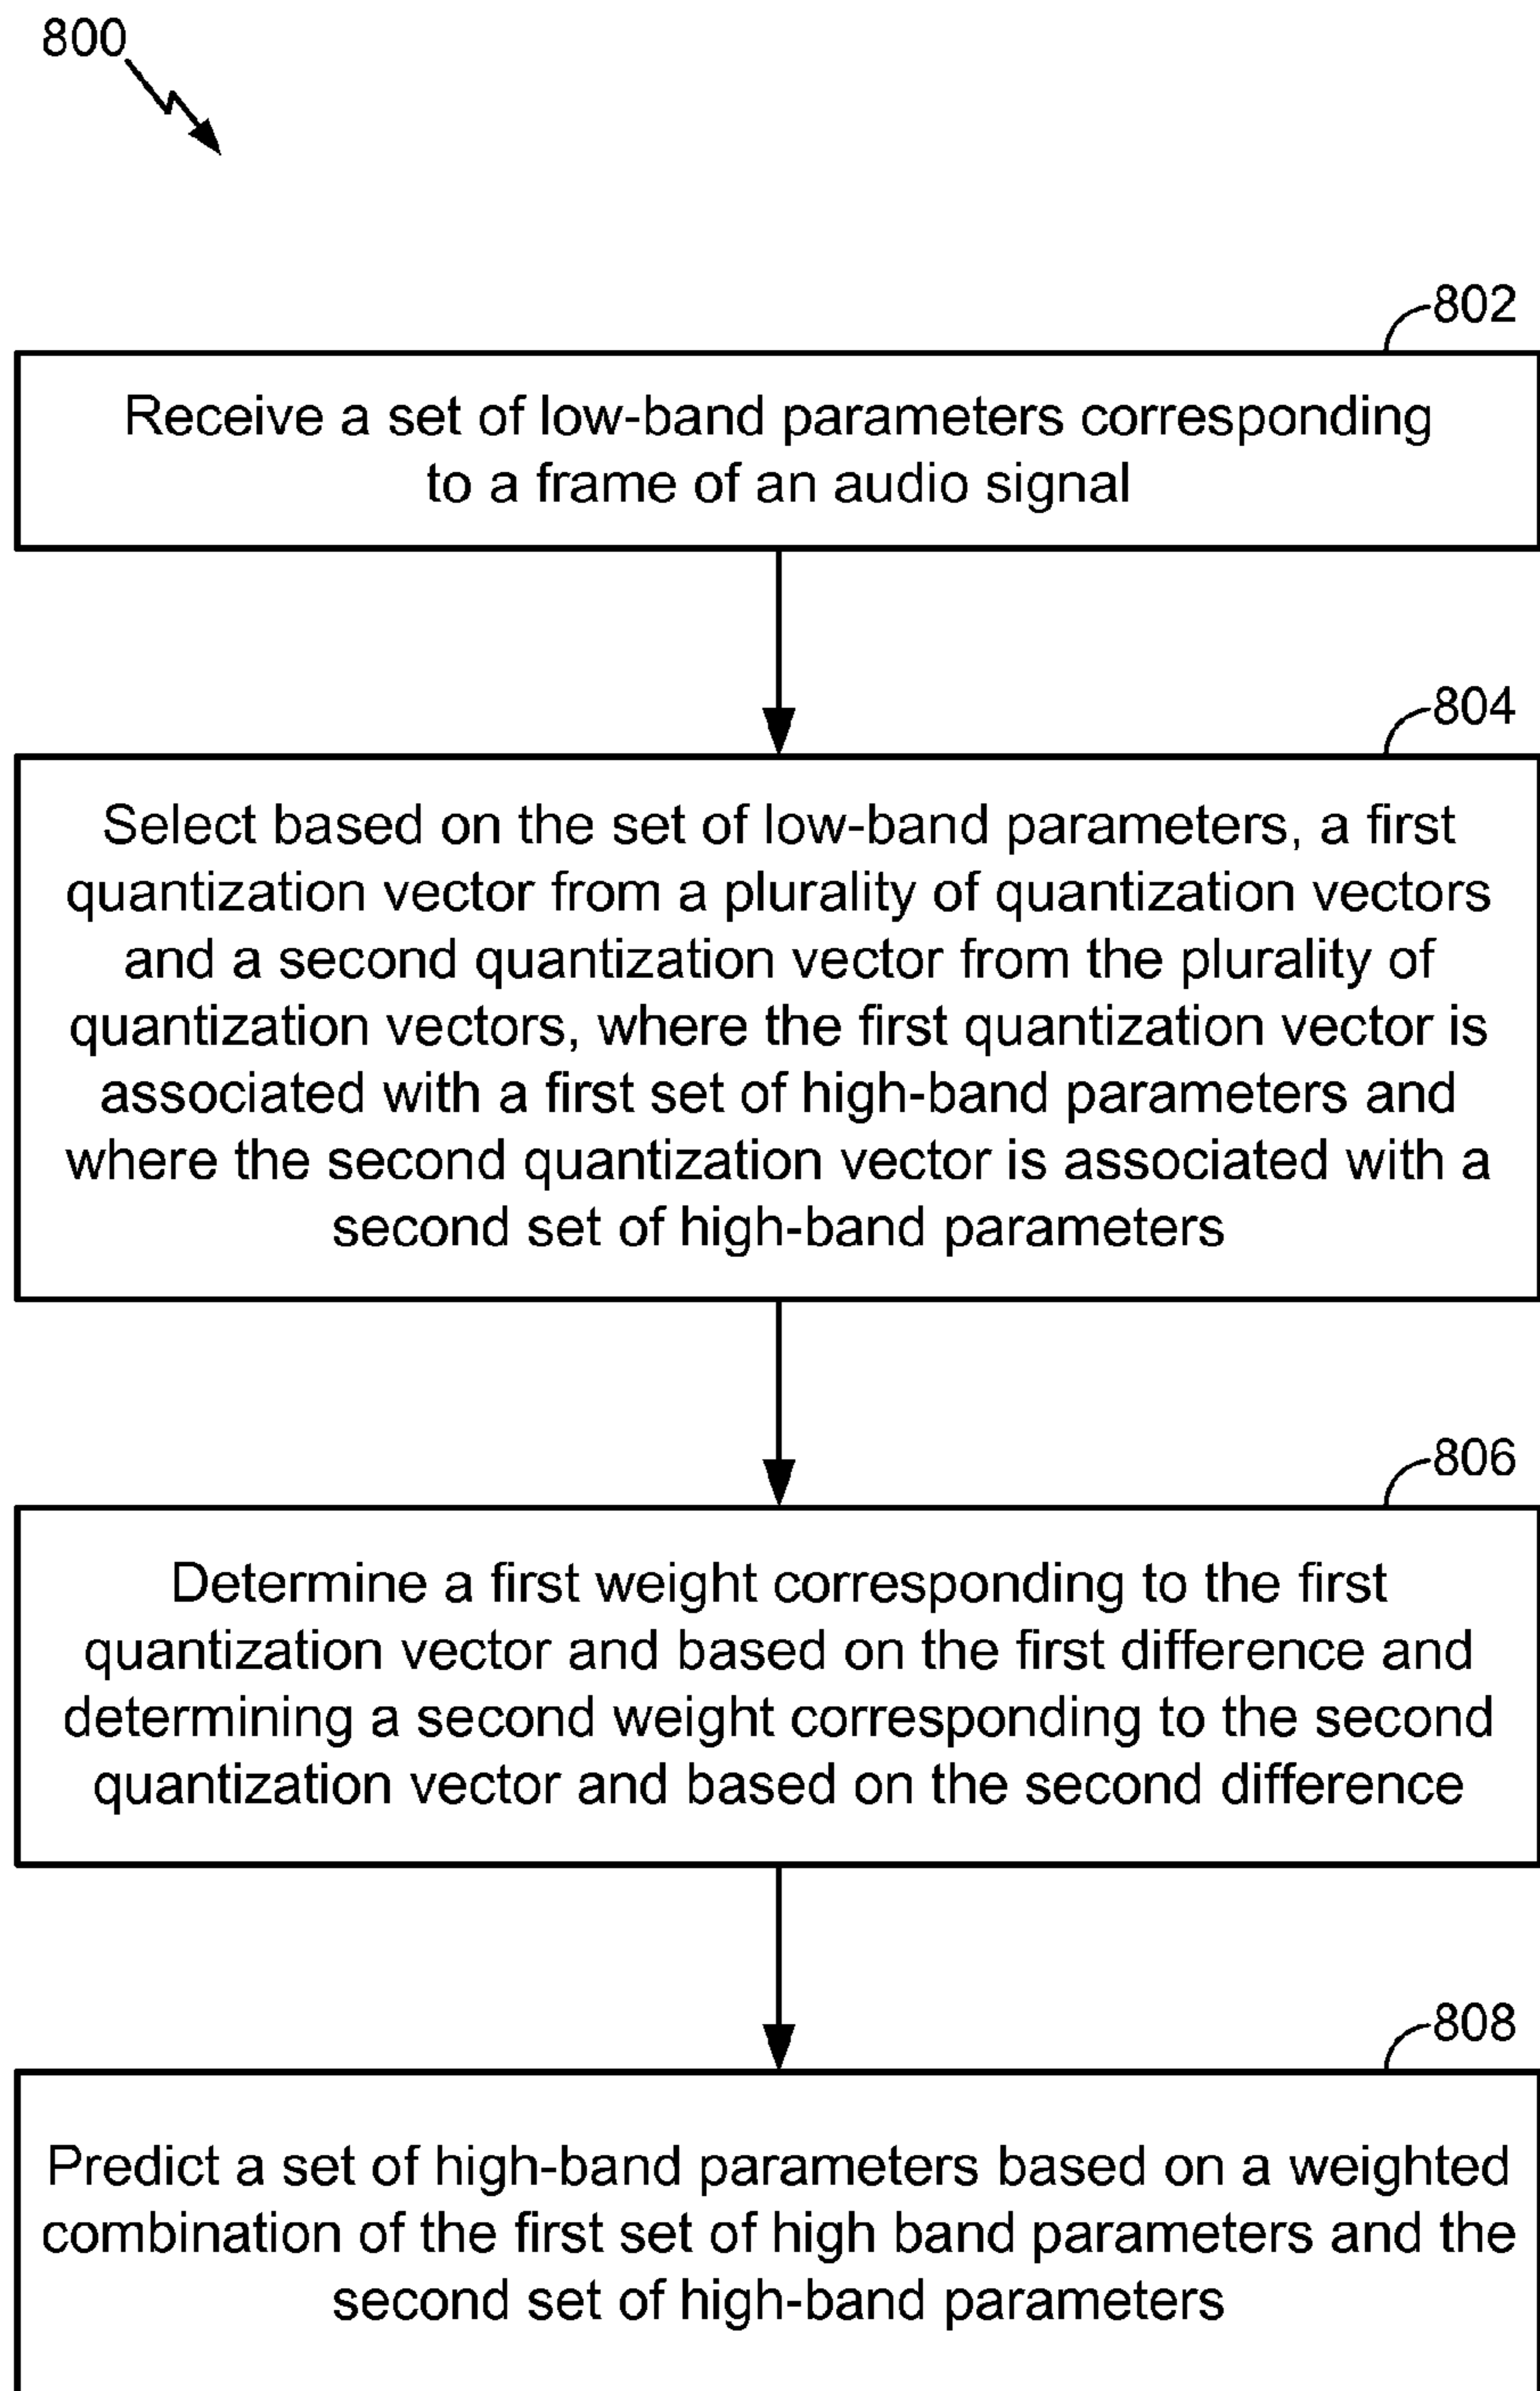 800
802
Receive a set of low-band parameters corresponding
to a frame of an audio signal
804
Select based on the set of low-band parameters, a first
quantization vector from a plurality of quantization vectors
and a second quantization vector from the plurality of
quantization vectors, where the first quantization vector is
associated with a first set of high-band parameters and
where the second quantization vector is associated with a
second set of high-band parameters
806
Determine a first weight corresponding to the first
quantization vector and based on the first difference and
determining a second weight corresponding to the second
quantization vector and based on the second difference
808
Predict a set of high-band parameters based on a weighted
combination of the first set of high band parameters and the
second set of high-band parameters